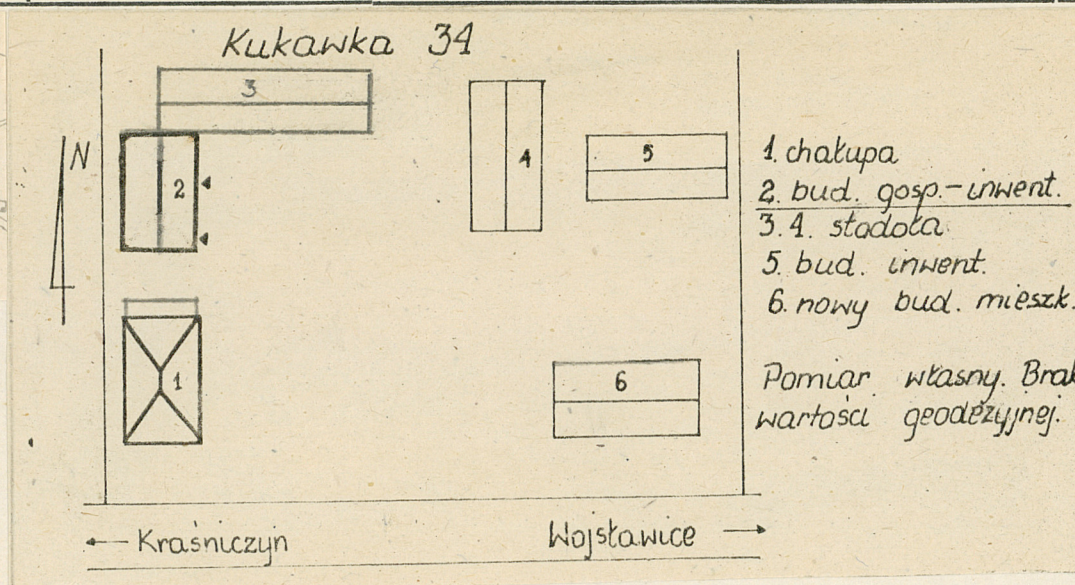 Kukawka 34
N
3
2
4
5
1
6
1. chałupa
2. bud. gosp.-inwent.
3.4. stodoła
5. bud. inwent.
6. nowy bud. mieszk.
Pomiar własny. Brak
wartości geodezyjnej.
← Kraśniczyn
Wojsławice →